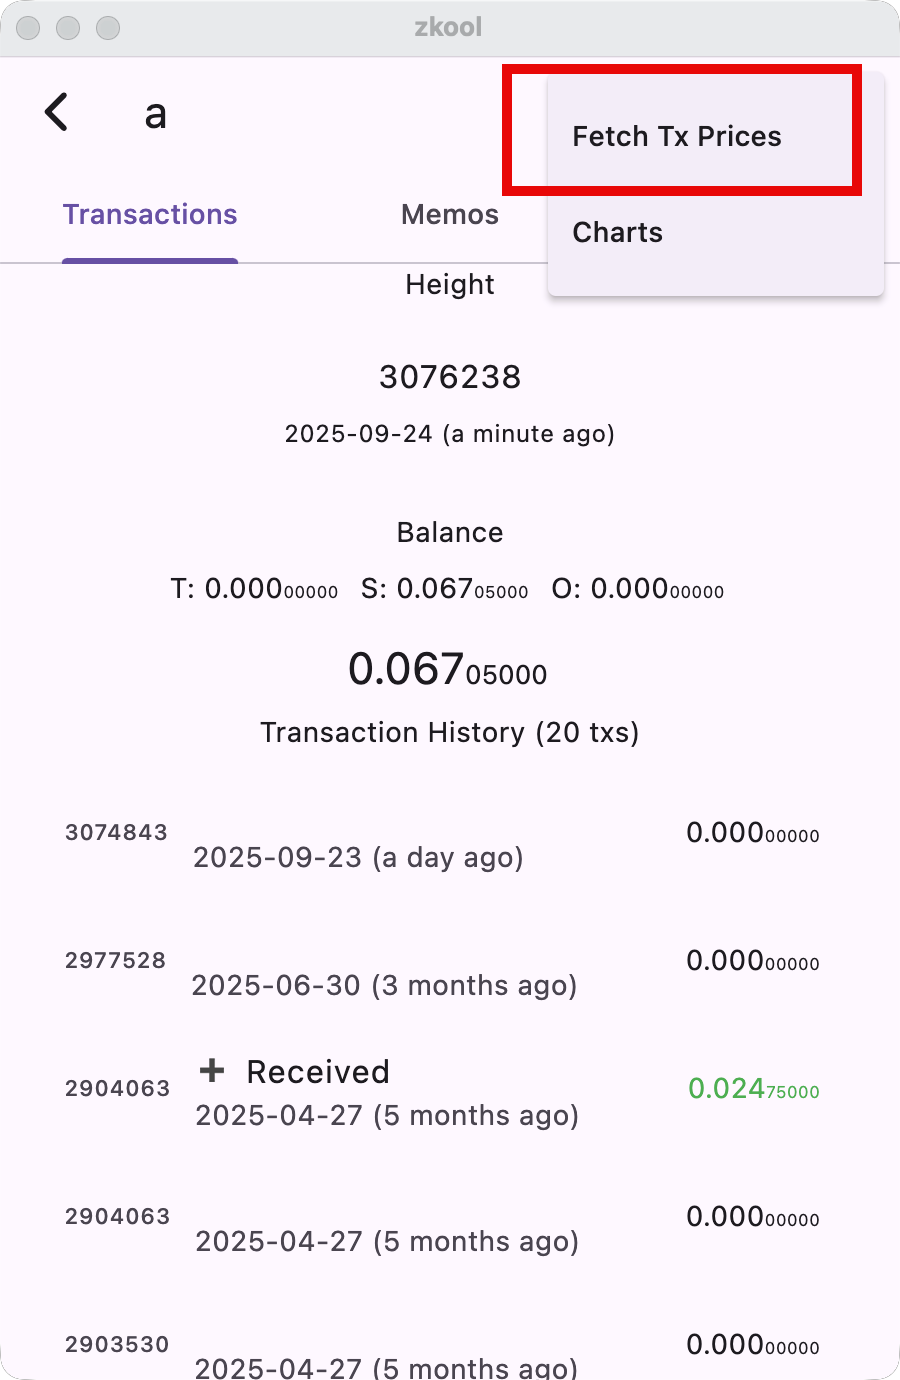 zkool
a
Fetch Tx Prices
Transactions Memos
Charts
Height
3076238
2025-09-24 (a minute ago)
Balance
T: 0.00000000 S: 0.06705000 O: 0.00000000
0.06705000
Transaction History (20 txs)
3074843 0.00000000
2025-09-23 (a day ago)
2977528 0.00000000
2025-06-30 (3 months ago)
+ Received
2904063 0.02475000
2025-04-27 (5 months ago)
2904063 0.00000000
2025-04-27 (5 months ago)
2903530 0.00000000
2025-04-27 (5 months ago)